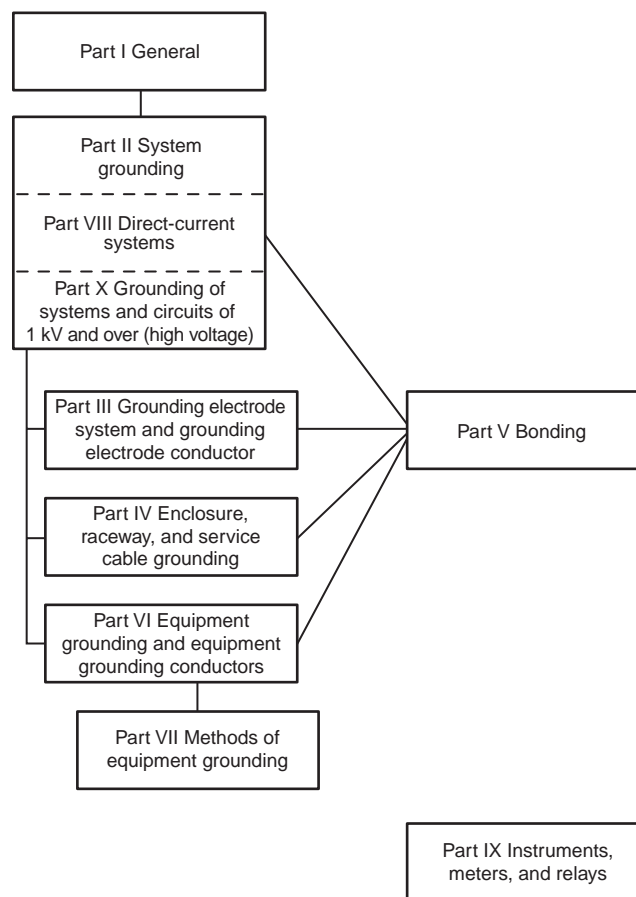 Part I General
Part II System
grounding
Part VIII Direct-current
systems
Part X Grounding of
systems and circuits of
1 kV and over (high voltage)
Part III Grounding electrode
system and grounding
electrode conductor
Part V Bonding
Part IV Enclosure,
raceway, and service
cable grounding
Part VI Equipment
grounding and equipment
grounding conductors
Part VII Methods of
equipment grounding
Part IX Instruments,
meters, and relays